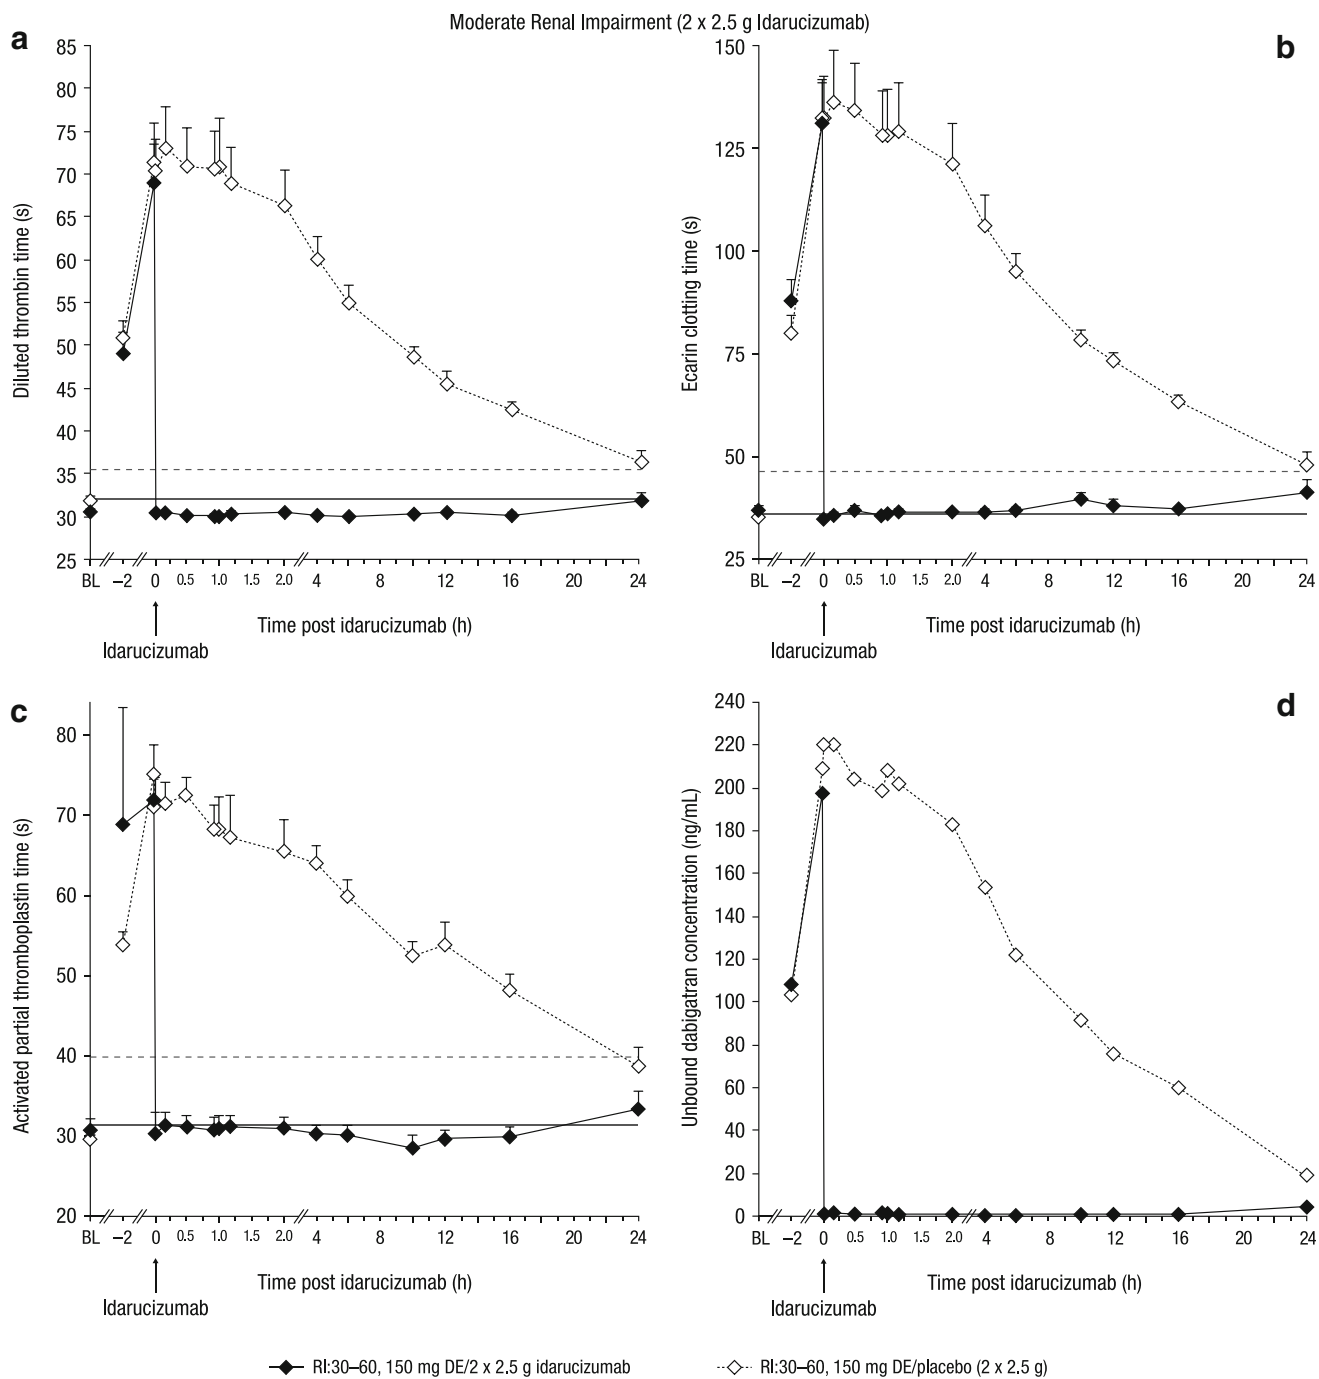 Moderate Renal Impairment (2 x 2.5 g Idarucizumab)
a
85
80
75
70
65
60
55
50
45
40
35
30
25
Diluted thrombin time (s)
BL –2 0 0.5 1.0 1.5 2.0 4 8 12 16 20 24
Time post idarucizumab (h)
Idarucizumab
b
150
125
100
75
50
25
Ecarin clotting time (s)
BL –2 0 0.5 1.0 1.5 2.0 4 8 12 16 20 24
Time post idarucizumab (h)
Idarucizumab
c
80
70
60
50
40
30
20
Activated partial thromboplastin time (s)
BL –2 0 0.5 1.0 1.5 2.0 4 8 12 16 20 24
Time post idarucizumab (h)
Idarucizumab
d
240
220
200
180
160
140
120
100
80
60
40
20
0
Unbound dabigatran concentration (ng/mL)
BL –2 0 0.5 1.0 1.5 2.0 4 8 12 16 20 24
Time post idarucizumab (h)
Idarucizumab
RI:30–60, 150 mg DE/2 x 2.5 g idarucizumab
RI:30–60, 150 mg DE/placebo (2 x 2.5 g)